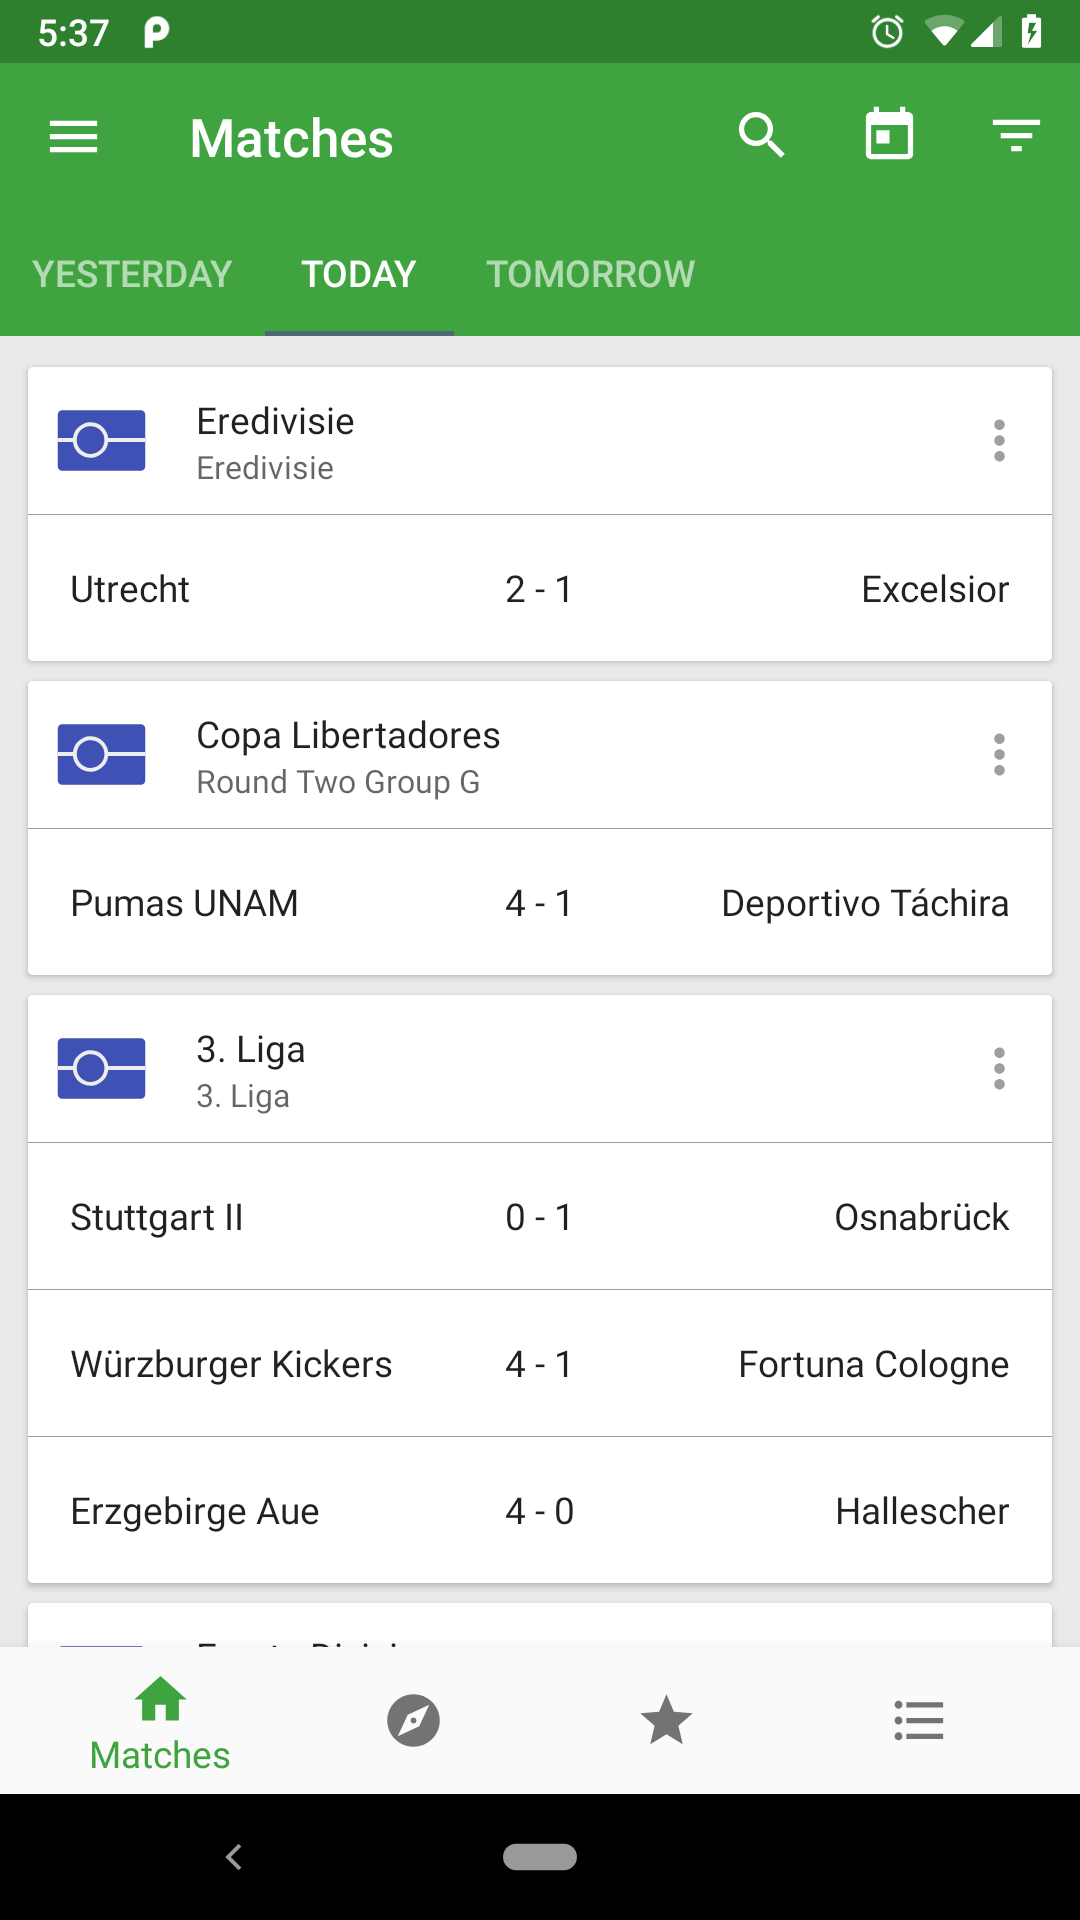 5:37
Matches
YESTERDAY TODAY TOMORROW
Eredivisie
Eredivisie
Utrecht 2 - 1 Excelsior
Copa Libertadores
Round Two Group G
Pumas UNAM 4 - 1 Deportivo Táchira
3. Liga
3. Liga
Stuttgart II 0 - 1 Osnabrück
Würzburger Kickers 4 - 1 Fortuna Cologne
Erzgebirge Aue 4 - 0 Hallescher
Matches